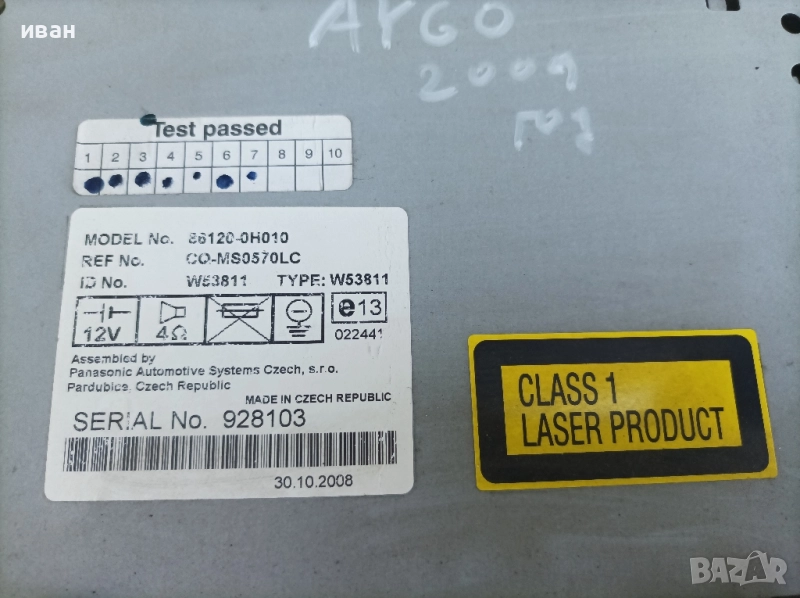 иван
AYGO
2009
год
Test passed
1 2 3 4 5 6 7 8 9 10
MODEL No. 86120-0H010
REF No. CQ-MS0570LC
ID No. W53811 TYPE: W53811
12V 4Ω e13
022441
Assembled by
Panasonic Automotive Systems Czech, s.r.o.
Pardubice, Czech Republic
MADE IN CZECH REPUBLIC
SERIAL No. 928103
30.10.2008
CLASS 1
LASER PRODUCT
BAZAR